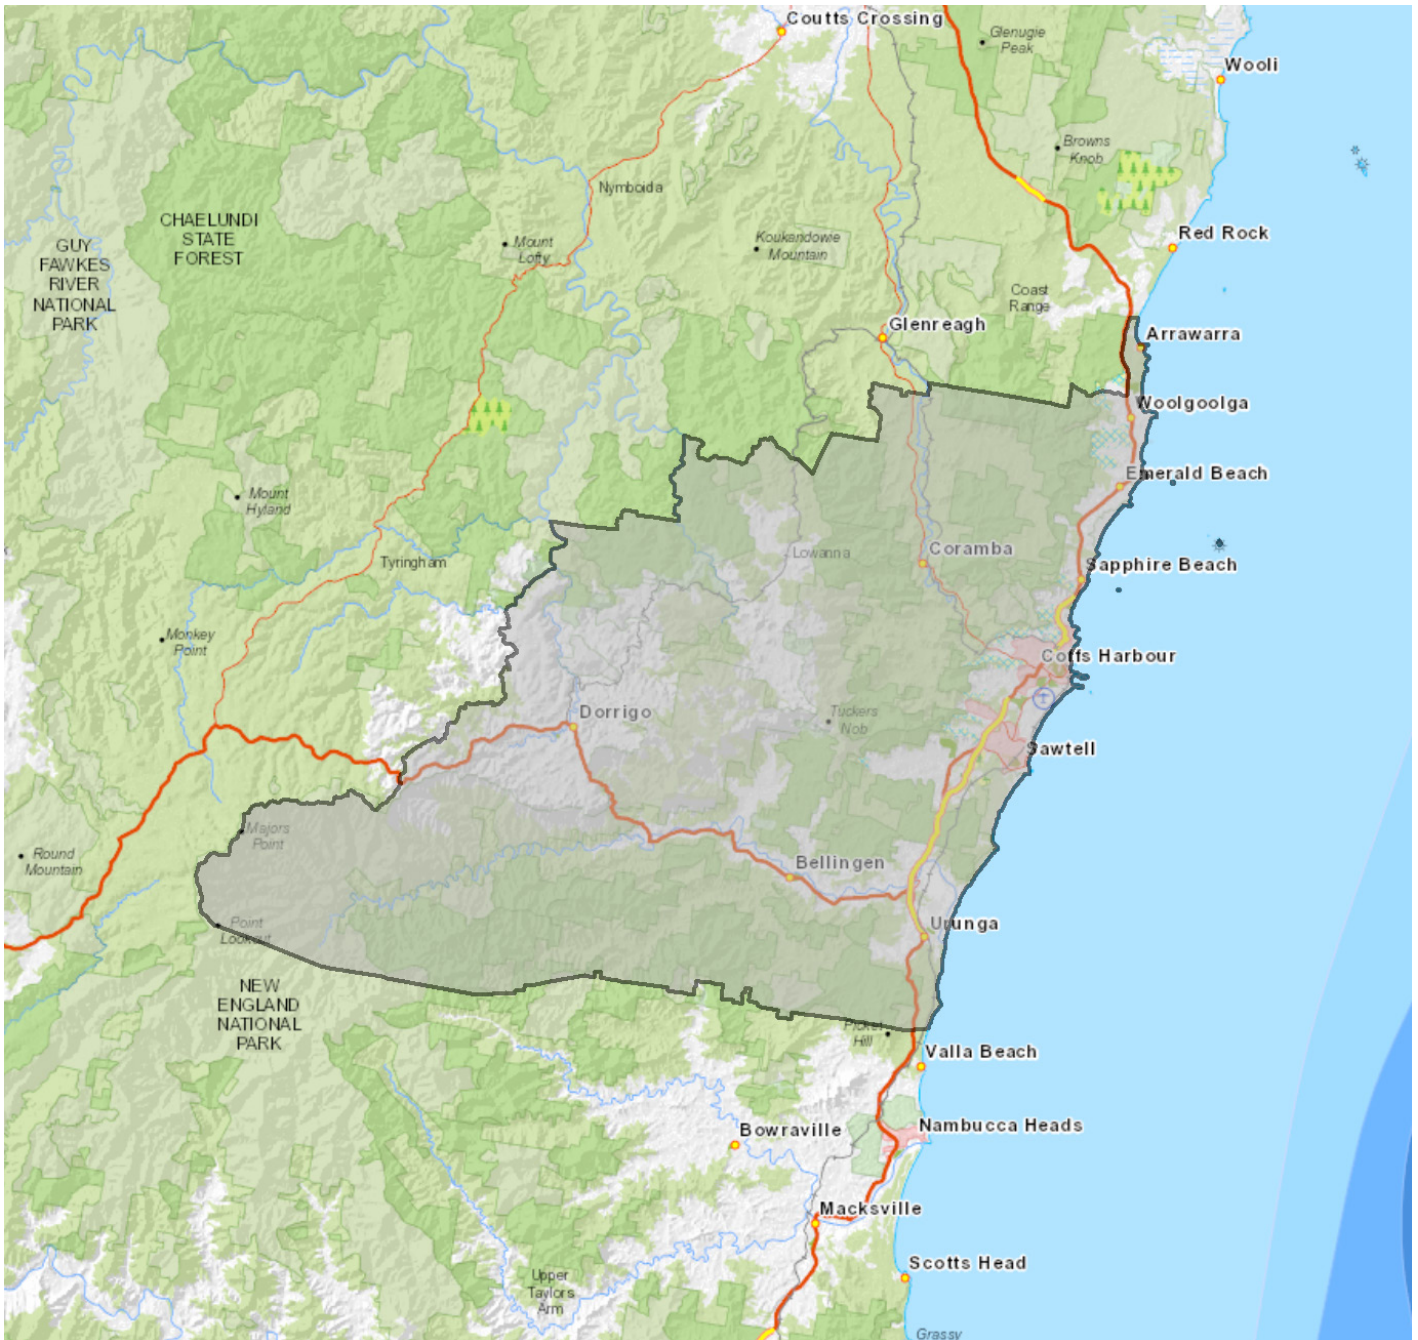 Coutts Crossing
Glenugie
Peak
Wooli
Browns
Knob
Nymboida
CHAELUNDI
STATE
FOREST
GUY
FAWKES
RIVER
NATIONAL
PARK
Mount
Lofty
Koukandowie
Mountain
Red Rock
Coast
Range
Glenreagh
Arrawarra
Woolgoolga
Emerald Beach
Mount
Hyland
Tyringham
Lowanna
Coramba
Sapphire Beach
Monkey
Point
Coffs Harbour
Dorrigo
Tuckers
Nob
Sawtell
Majors
Point
Round
Mountain
Bellingen
Point
Lookout
Urunga
NEW
ENGLAND
NATIONAL
PARK
Picket
Hill
Valla Beach
Nambucca Heads
Bowraville
Macksville
Scotts Head
Upper
Taylors
Arm
Grassy